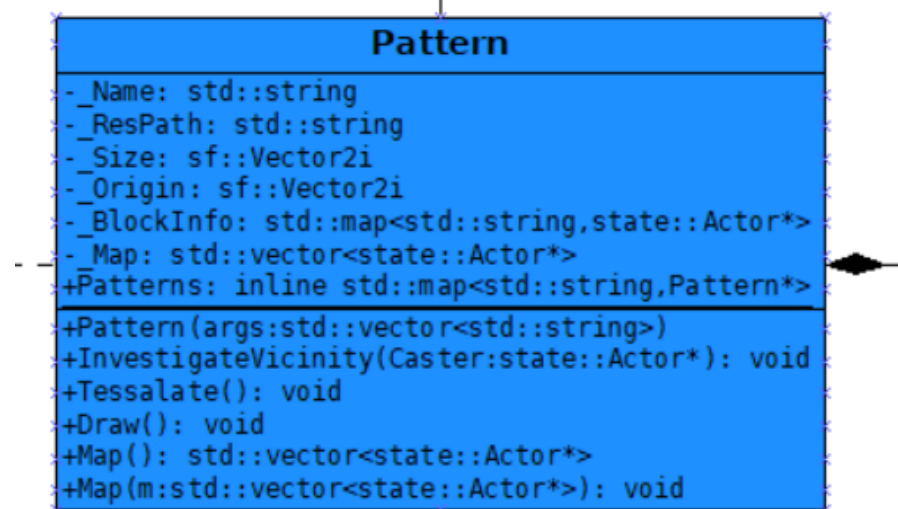 Pattern
-_Name: std::string
-_ResPath: std::string
-_Size: sf::Vector2i
-_Origin: sf::Vector2i
-_BlockInfo: std::map<std::string,state::Actor*>
-_Map: std::vector<state::Actor*>
+Patterns: inline std::map<std::string,Pattern*>
+Pattern(args:std::vector<std::string>)
+InvestigateVicinity(Caster:state::Actor*): void
+Tessalate(): void
+Draw(): void
+Map(): std::vector<state::Actor*>
+Map(m:std::vector<state::Actor*>): void